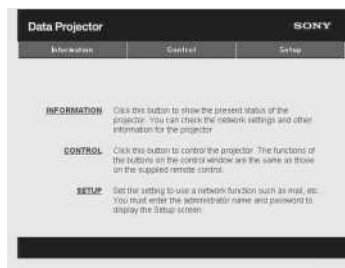 Data Projector
SONY
Information Control Setup
INFORMATION Click this button to show the present status of the
projector. You can check the network settings and other
information for the projector
CONTROL Click this button to control the projector. The functions of
the buttons on the control window are the same as those
on the supplied remote control.
SETUP Set the setting to use a network function such as mail, etc...
You must enter the administrator name and password to
display the Setup screen.